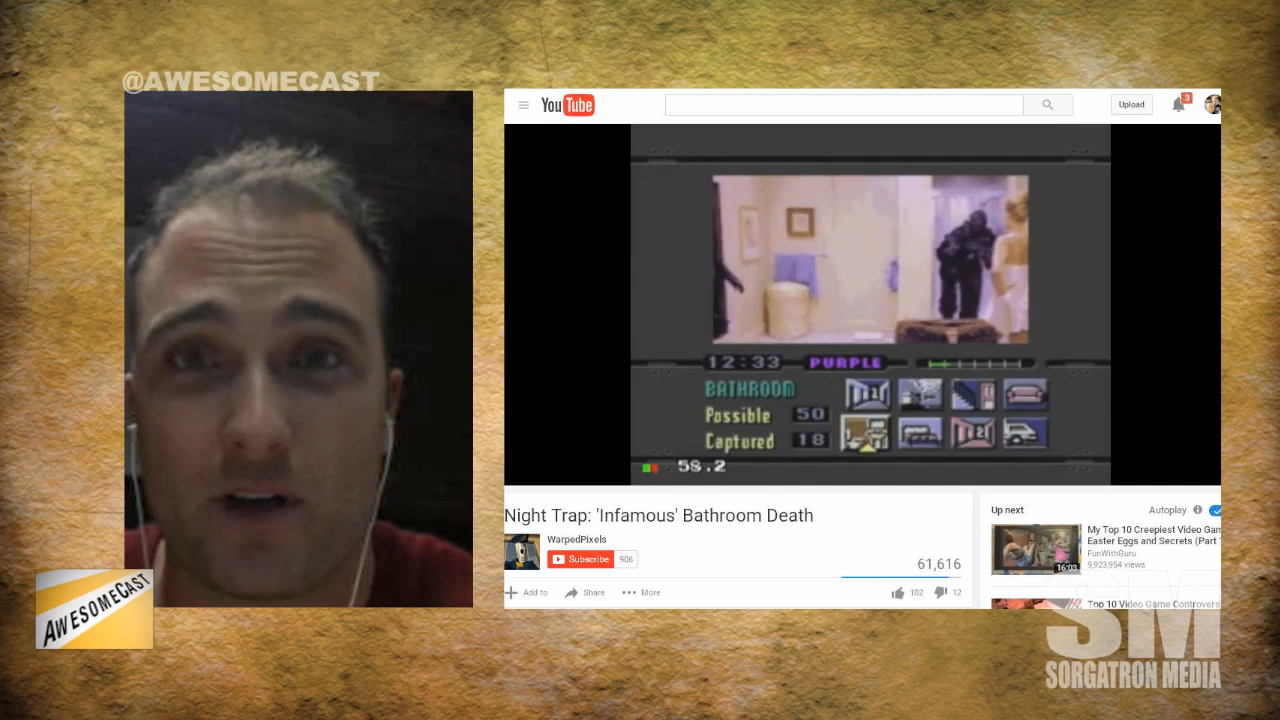 @AWESOMECAST
YouTube
Upload
3
12:33 PURPLE
BATHROOM
Possible 50
Captured 18
58.2
Night Trap: 'Infamous' Bathroom Death
WarpedPixels
Subscribe 906
61,616
Add to Share More
102 12
Up next Autoplay
My Top 10 Creepiest Video Gam
Easter Eggs and Secrets (Part
FunWithGuru
9,923,954 views
16:03
Top 10 Video Game Controvers
AWESOMECAST
SM
SORGATRON MEDIA